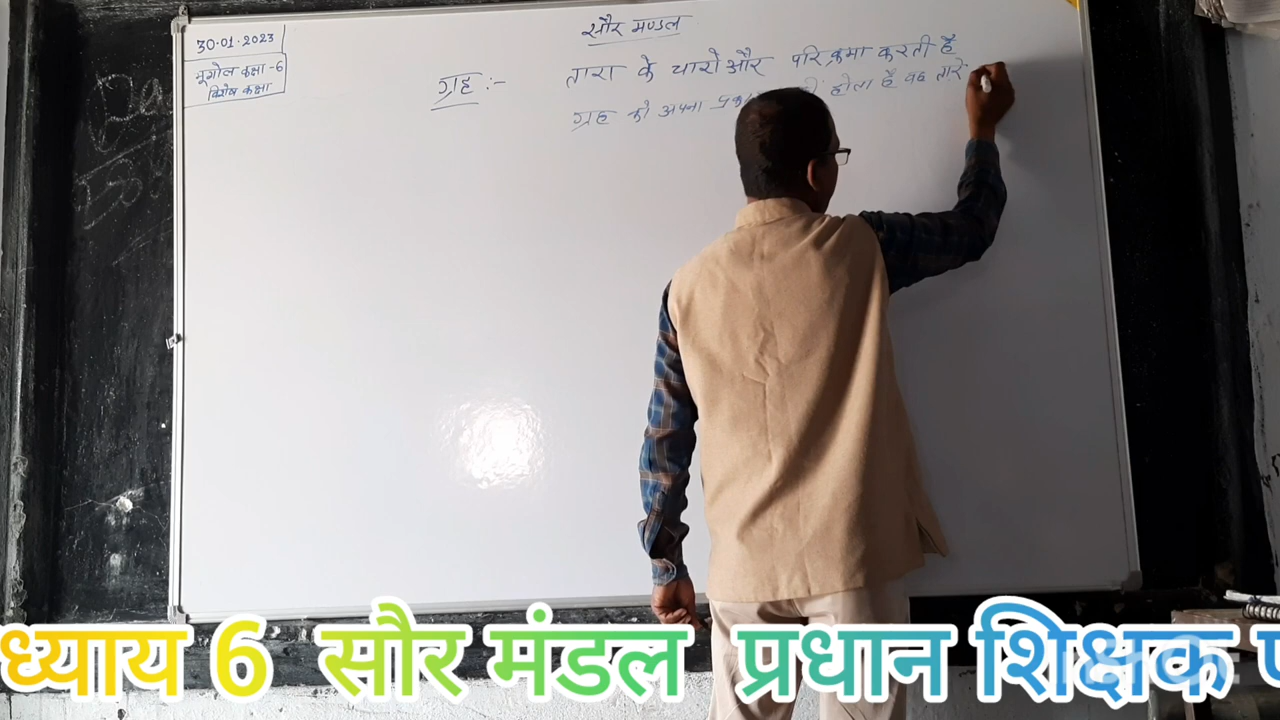 सौर मण्डल
30.01.2023
भूगोल कक्षा -6
विशेष कक्षा
ग्रह :- तारा के चारो और परिक्रमा करती है
ग्रह को अपना होता है वह तारे
ध्याय 6 सौर मंडल प्रधान शिक्षक